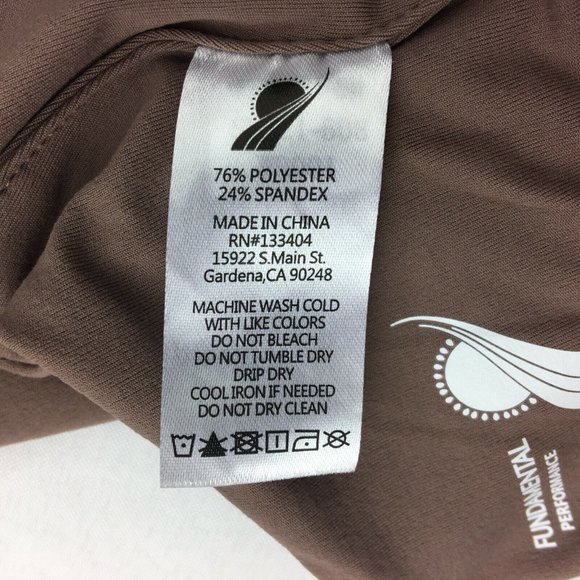 76% POLYESTER
24% SPANDEX
MADE IN CHINA
RN#133404
15922 S.Main St.
Gardena,CA 90248
MACHINE WASH COLD
WITH LIKE COLORS
DO NOT BLEACH
DO NOT TUMBLE DRY
DRIP DRY
COOL IRON IF NEEDED
DO NOT DRY CLEAN
FUNDAMENTAL
PERFORMANCE